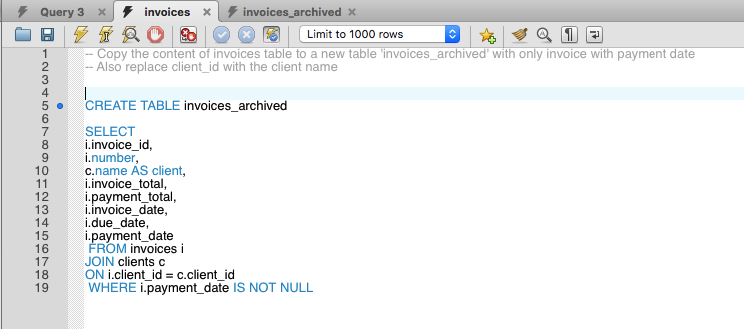 Query 3
invoices
invoices_archived
Limit to 1000 rows
1 -- Copy the content of invoices table to a new table 'invoices_archived' with only invoice with payment date
2 -- Also replace client_id with the client name
3
4
5 CREATE TABLE invoices_archived
6
7 SELECT
8 i.invoice_id,
9 i.number,
10 c.name AS client,
11 i.invoice_total,
12 i.payment_total,
13 i.invoice_date,
14 i.due_date,
15 i.payment_date
16 FROM invoices i
17 JOIN clients c
18 ON i.client_id = c.client_id
19 WHERE i.payment_date IS NOT NULL